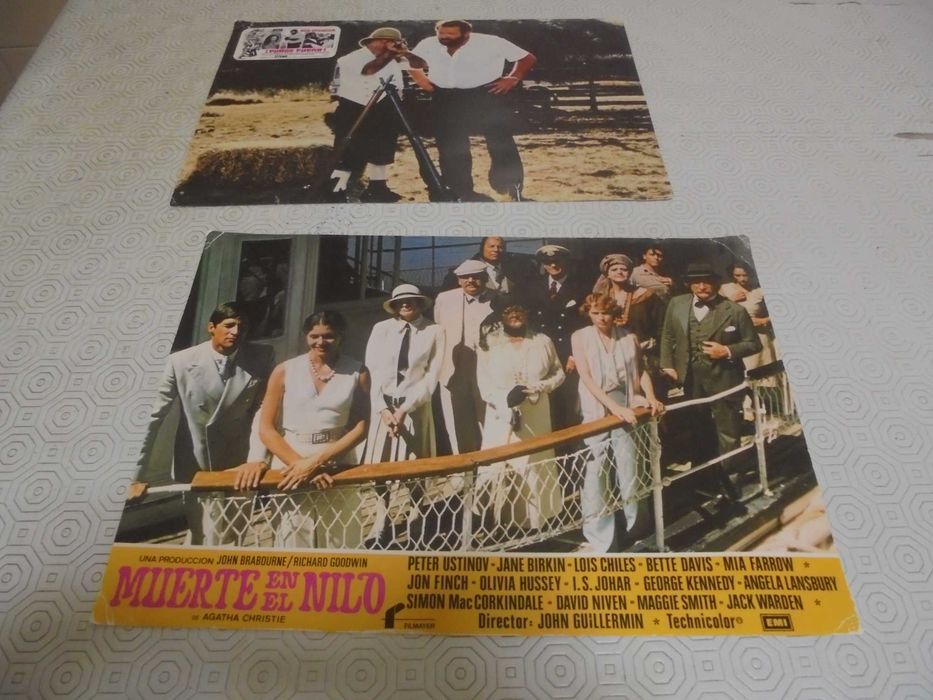 ¡PUÑOS FUERA!
UNA PRODUCCION JOHN BRABOURNE/RICHARD GOODWIN
MUERTE EN EL NILO
DE AGATHA CHRISTIE
FILMAYER
PETER USTINOV - JANE BIRKIN - LOIS CHILES - BETTE DAVIS - MIA FARROW *
JON FINCH - OLIVIA HUSSEY - I.S. JOHAR - GEORGE KENNEDY - ANGELA LANSBURY
SIMON MacCORKINDALE - DAVID NIVEN - MAGGIE SMITH - JACK WARDEN *
Director: JOHN GUILLERMIN * Technicolor® EMI